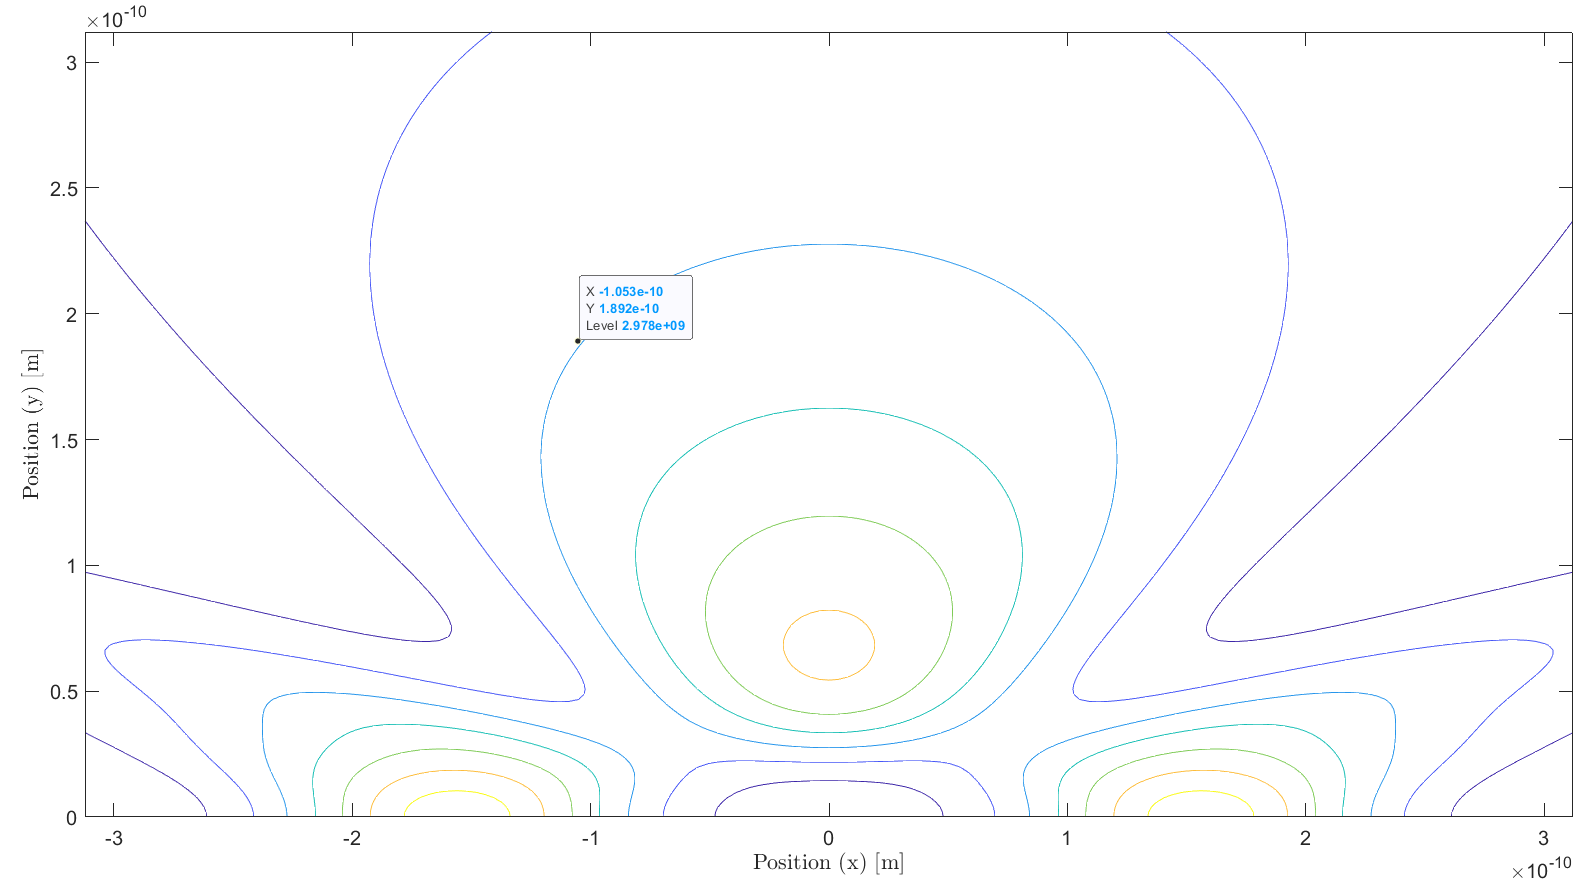 ×10-10
3
2.5
2
1.5
1
0.5
0
Position (y) [m]
X -1.053e-10
Y 1.892e-10
Level 2.978e+09
-3 -2 -1 0 1 2 3
Position (x) [m]
×10-10